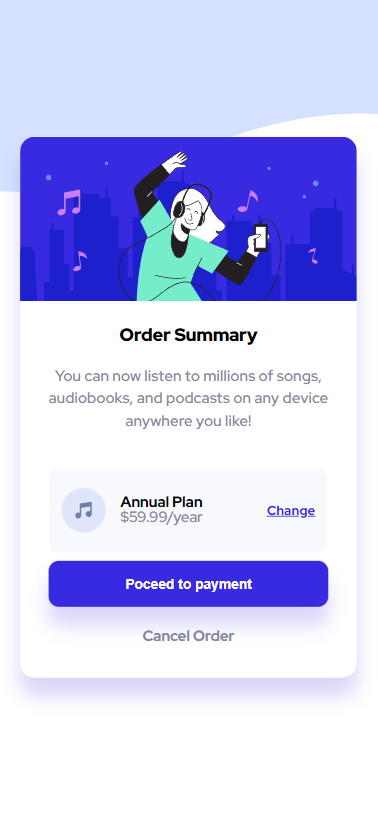 Order Summary
You can now listen to millions of songs,
audiobooks, and podcasts on any device
anywhere you like!
Annual Plan
$59.99/year
Change
Poceed to payment
Cancel Order